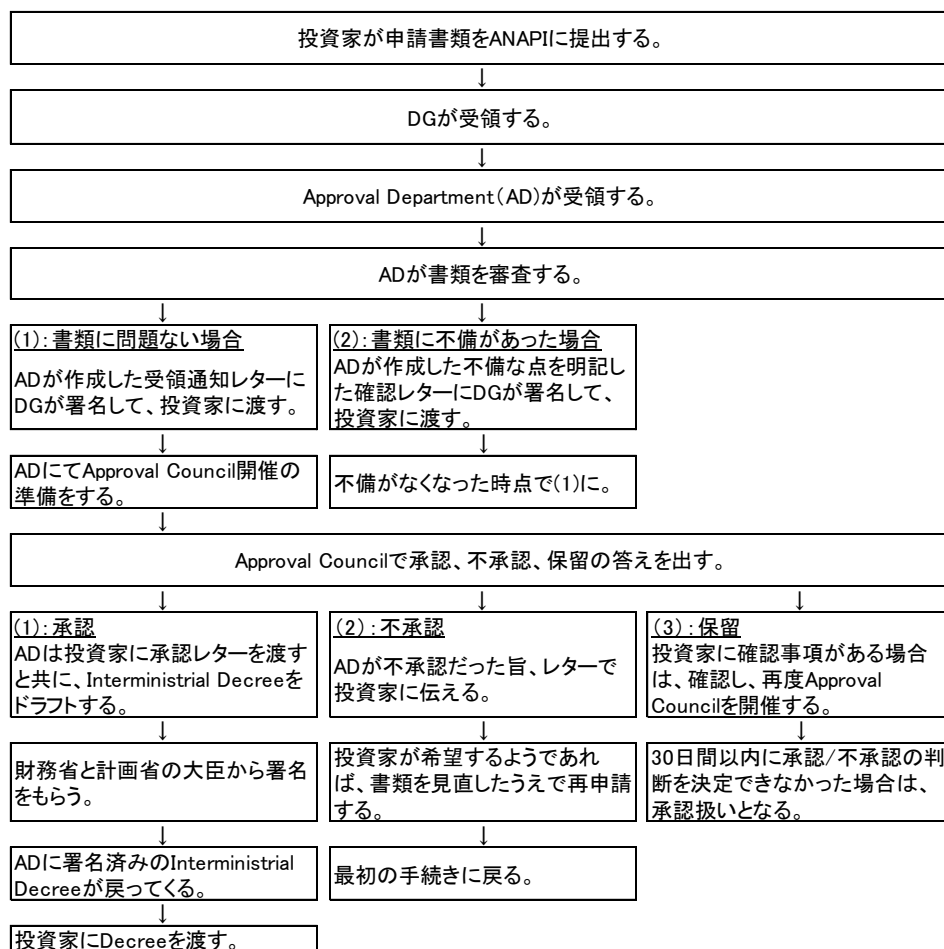 投資家が申請書類をANAPIに提出する。
↓
DGが受領する。
↓
Approval Department(AD)が受領する。
↓
ADが書類を審査する。
↓ ↓
(1):書類に問題ない場合
ADが作成した受領通知レターに
DGが署名して、投資家に渡す。
(2):書類に不備があった場合
ADが作成した不備な点を明記し
た確認レターにDGが署名して、
投資家に渡す。
↓ ↓
ADにてApproval Council開催の
準備をする。
不備がなくなった時点で(1)に。
↓
Approval Councilで承認、不承認、保留の答えを出す。
↓ ↓ ↓
(1):承認
ADは投資家に承認レターを渡す
と共に、Interministrial Decreeを
ドラフトする。
(2):不承認
ADが不承認だった旨、レターで
投資家に伝える。
(3):保留
投資家に確認事項がある場合
は、確認し、再度Approval
Councilを開催する。
↓ ↓ ↓
財務省と計画省の大臣から署名
をもらう。
投資家が希望するようであれ
ば、書類を見直したうえで再申請
する。
30日間以内に承認/不承認の判
断を決定できなかった場合は、
承認扱いとなる。
↓ ↓
ADに署名済みのInterministrial
Decreeが戻ってくる。
最初の手続きに戻る。
↓
投資家にDecreeを渡す。